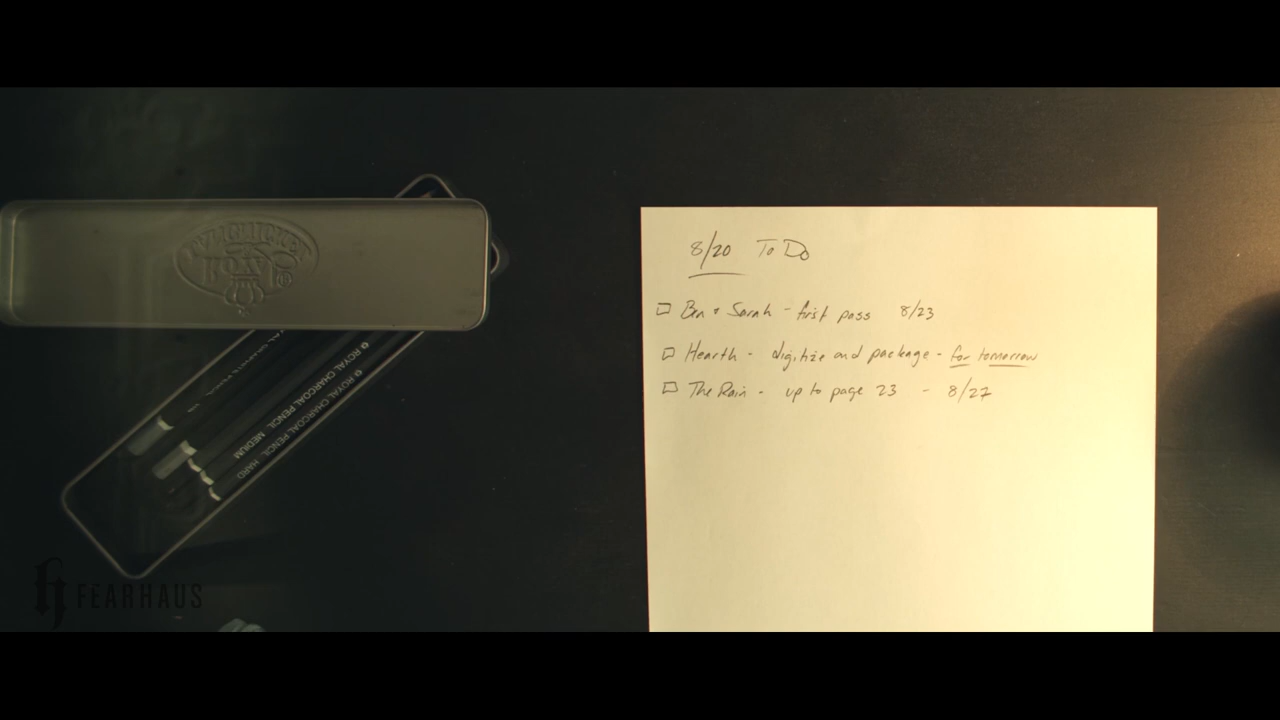 8/20 To Do
Ben + Sarah - first pass 8/23
Hearth - digitize and package - for tomorrow
The Rain - up to page 23 - 8/27
ROYAL CHARCOAL PENCIL MEDIUM
ROYAL CHARCOAL PENCIL HARD
FEARHAUS